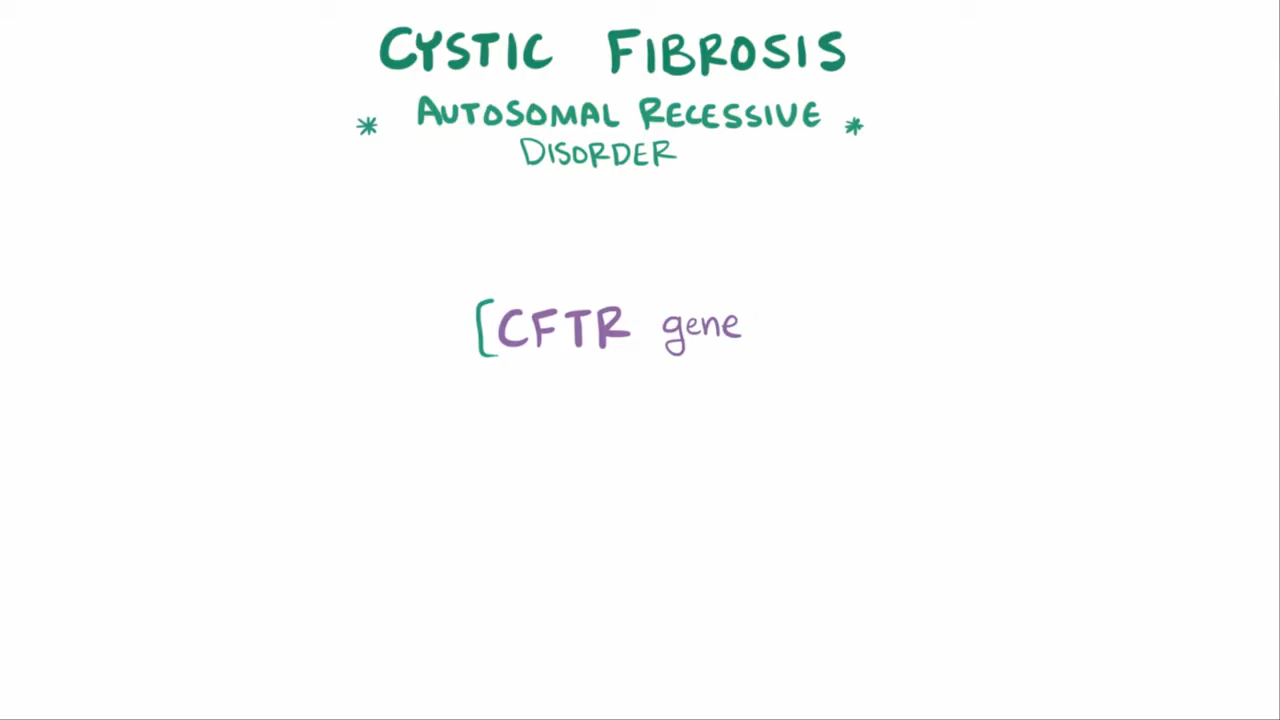 CYSTIC FIBROSIS
* AUTOSOMAL RECESSIVE *
DISORDER
[CFTR gene